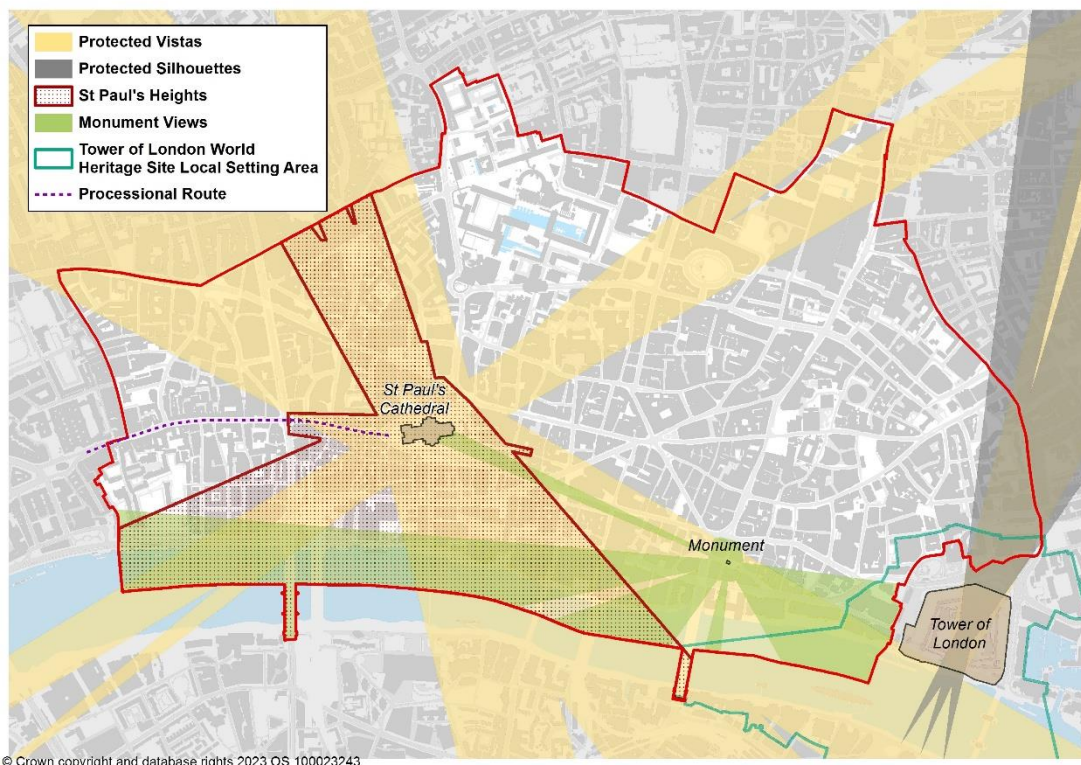 Protected Vistas
Protected Silhouettes
St Paul's Heights
Monument Views
Tower of London World
Heritage Site Local Setting Area
Processional Route
St Paul's
Cathedral
Monument
Tower of
London
© Crown copyright and database rights 2023 OS 100023243